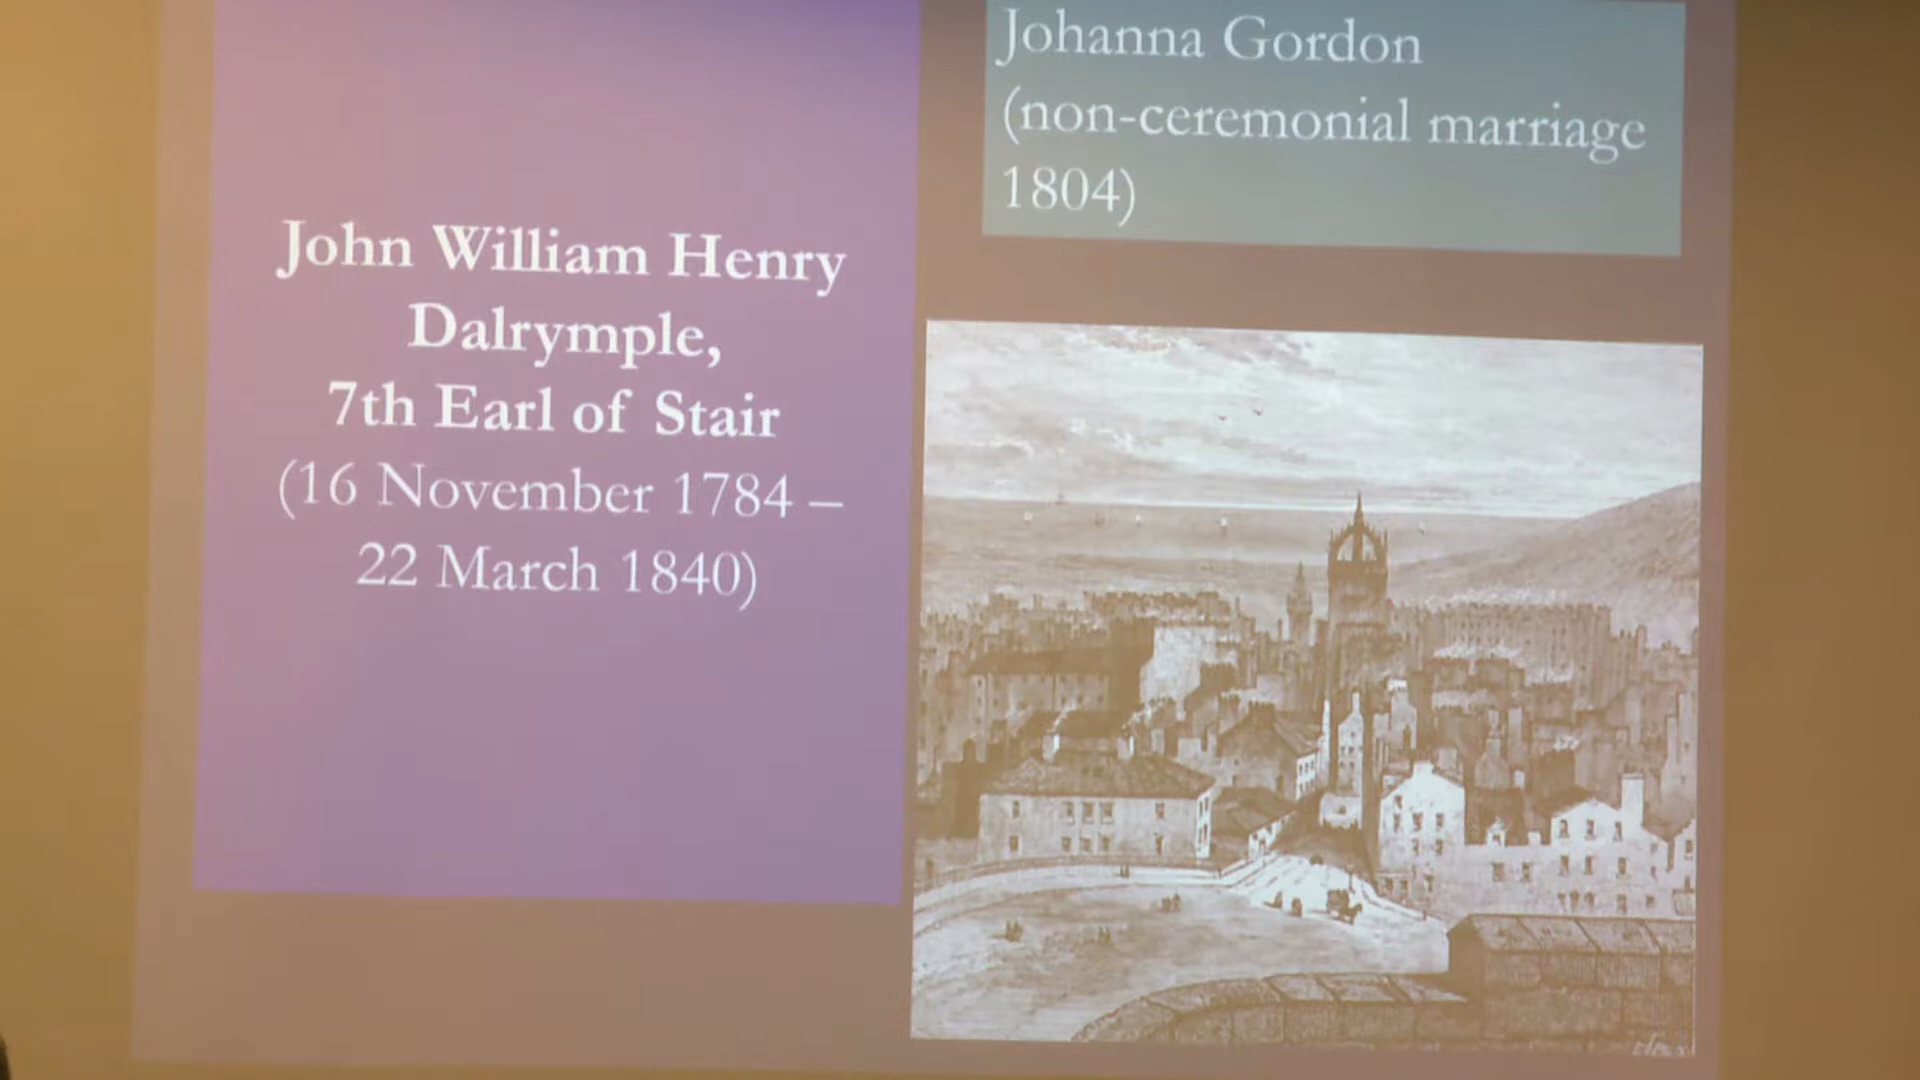 John William Henry
Dalrymple,
7th Earl of Stair
(16 November 1784 –
22 March 1840)
Johanna Gordon
(non-ceremonial marriage
1804)